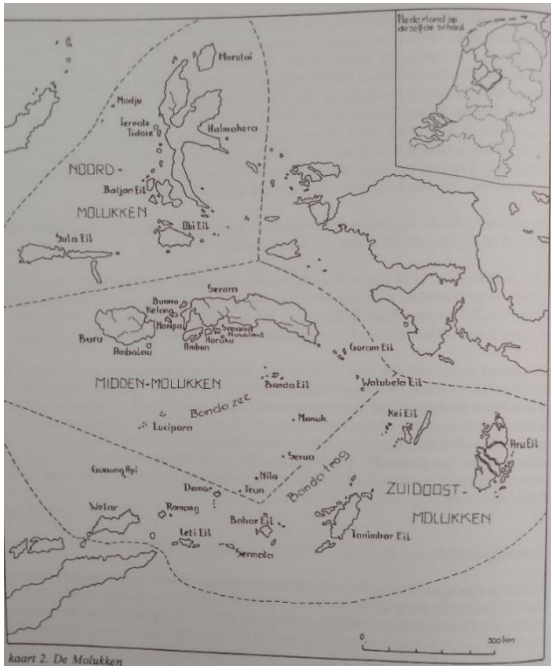 Nederland op
dezelfde schaal
Morotai
Madju
Ternate
Tidore
Halmahera
NOORD-
MOLUKKEN
Batjan Eil
Obi Eil
Sula Eil
Seram
Buano
Kelang
Manipa
Buru
Ambalau
Saparua
Nusalaut
Haruku
Ambon
Goram Eil
MIDDEN-MOLUKKEN
Banda Eil
Watubela Eil
Banda zee
Lucipara
Manuk
Kei Eil
Aru Eil
Serua
Gunung Api
Nila
Teun
Banda trog
Damar
ZUIDOOST-
MOLUKKEN
Wetar
Romang
Babar Eil
Leti Eil
Sermata
Tanimbar Eil
0
300 km
kaart 2. De Molukken